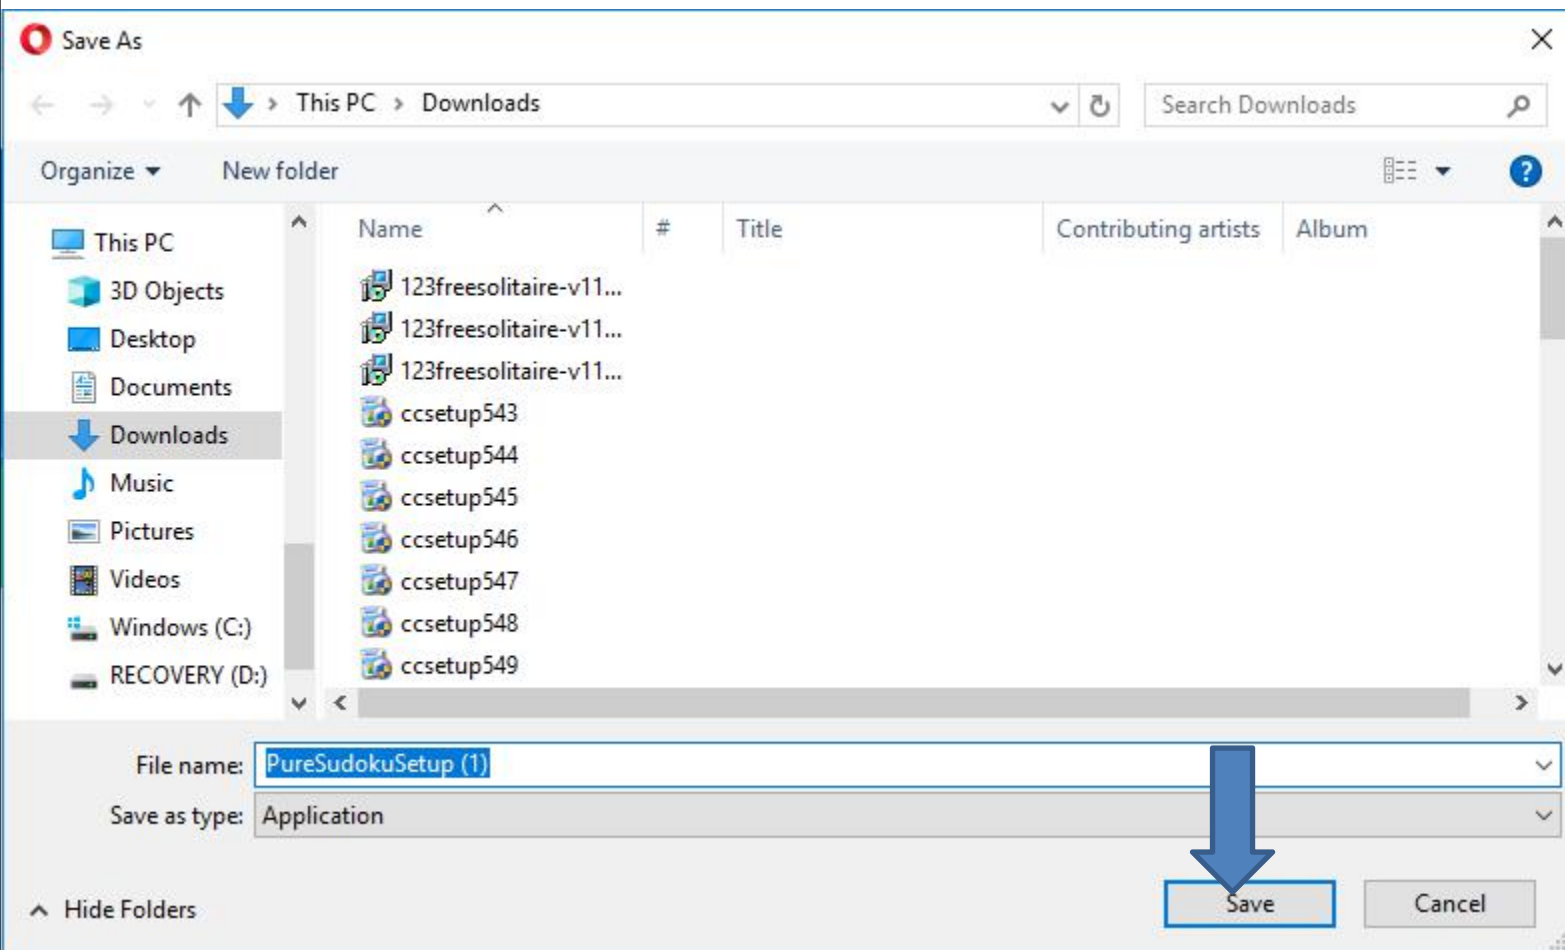 Save As
This PC > Downloads
Search Downloads
Organize
New folder
?
This PC
3D Objects
Desktop
Documents
Downloads
Music
Pictures
Videos
Windows (C:)
RECOVERY (D:)
Name # Title Contributing artists Album
123freesolitaire-v11...
123freesolitaire-v11...
123freesolitaire-v11...
ccsetup543
ccsetup544
ccsetup545
ccsetup546
ccsetup547
ccsetup548
ccsetup549
File name: PureSudokuSetup (1)
Save as type: Application
Hide Folders
Save
Cancel